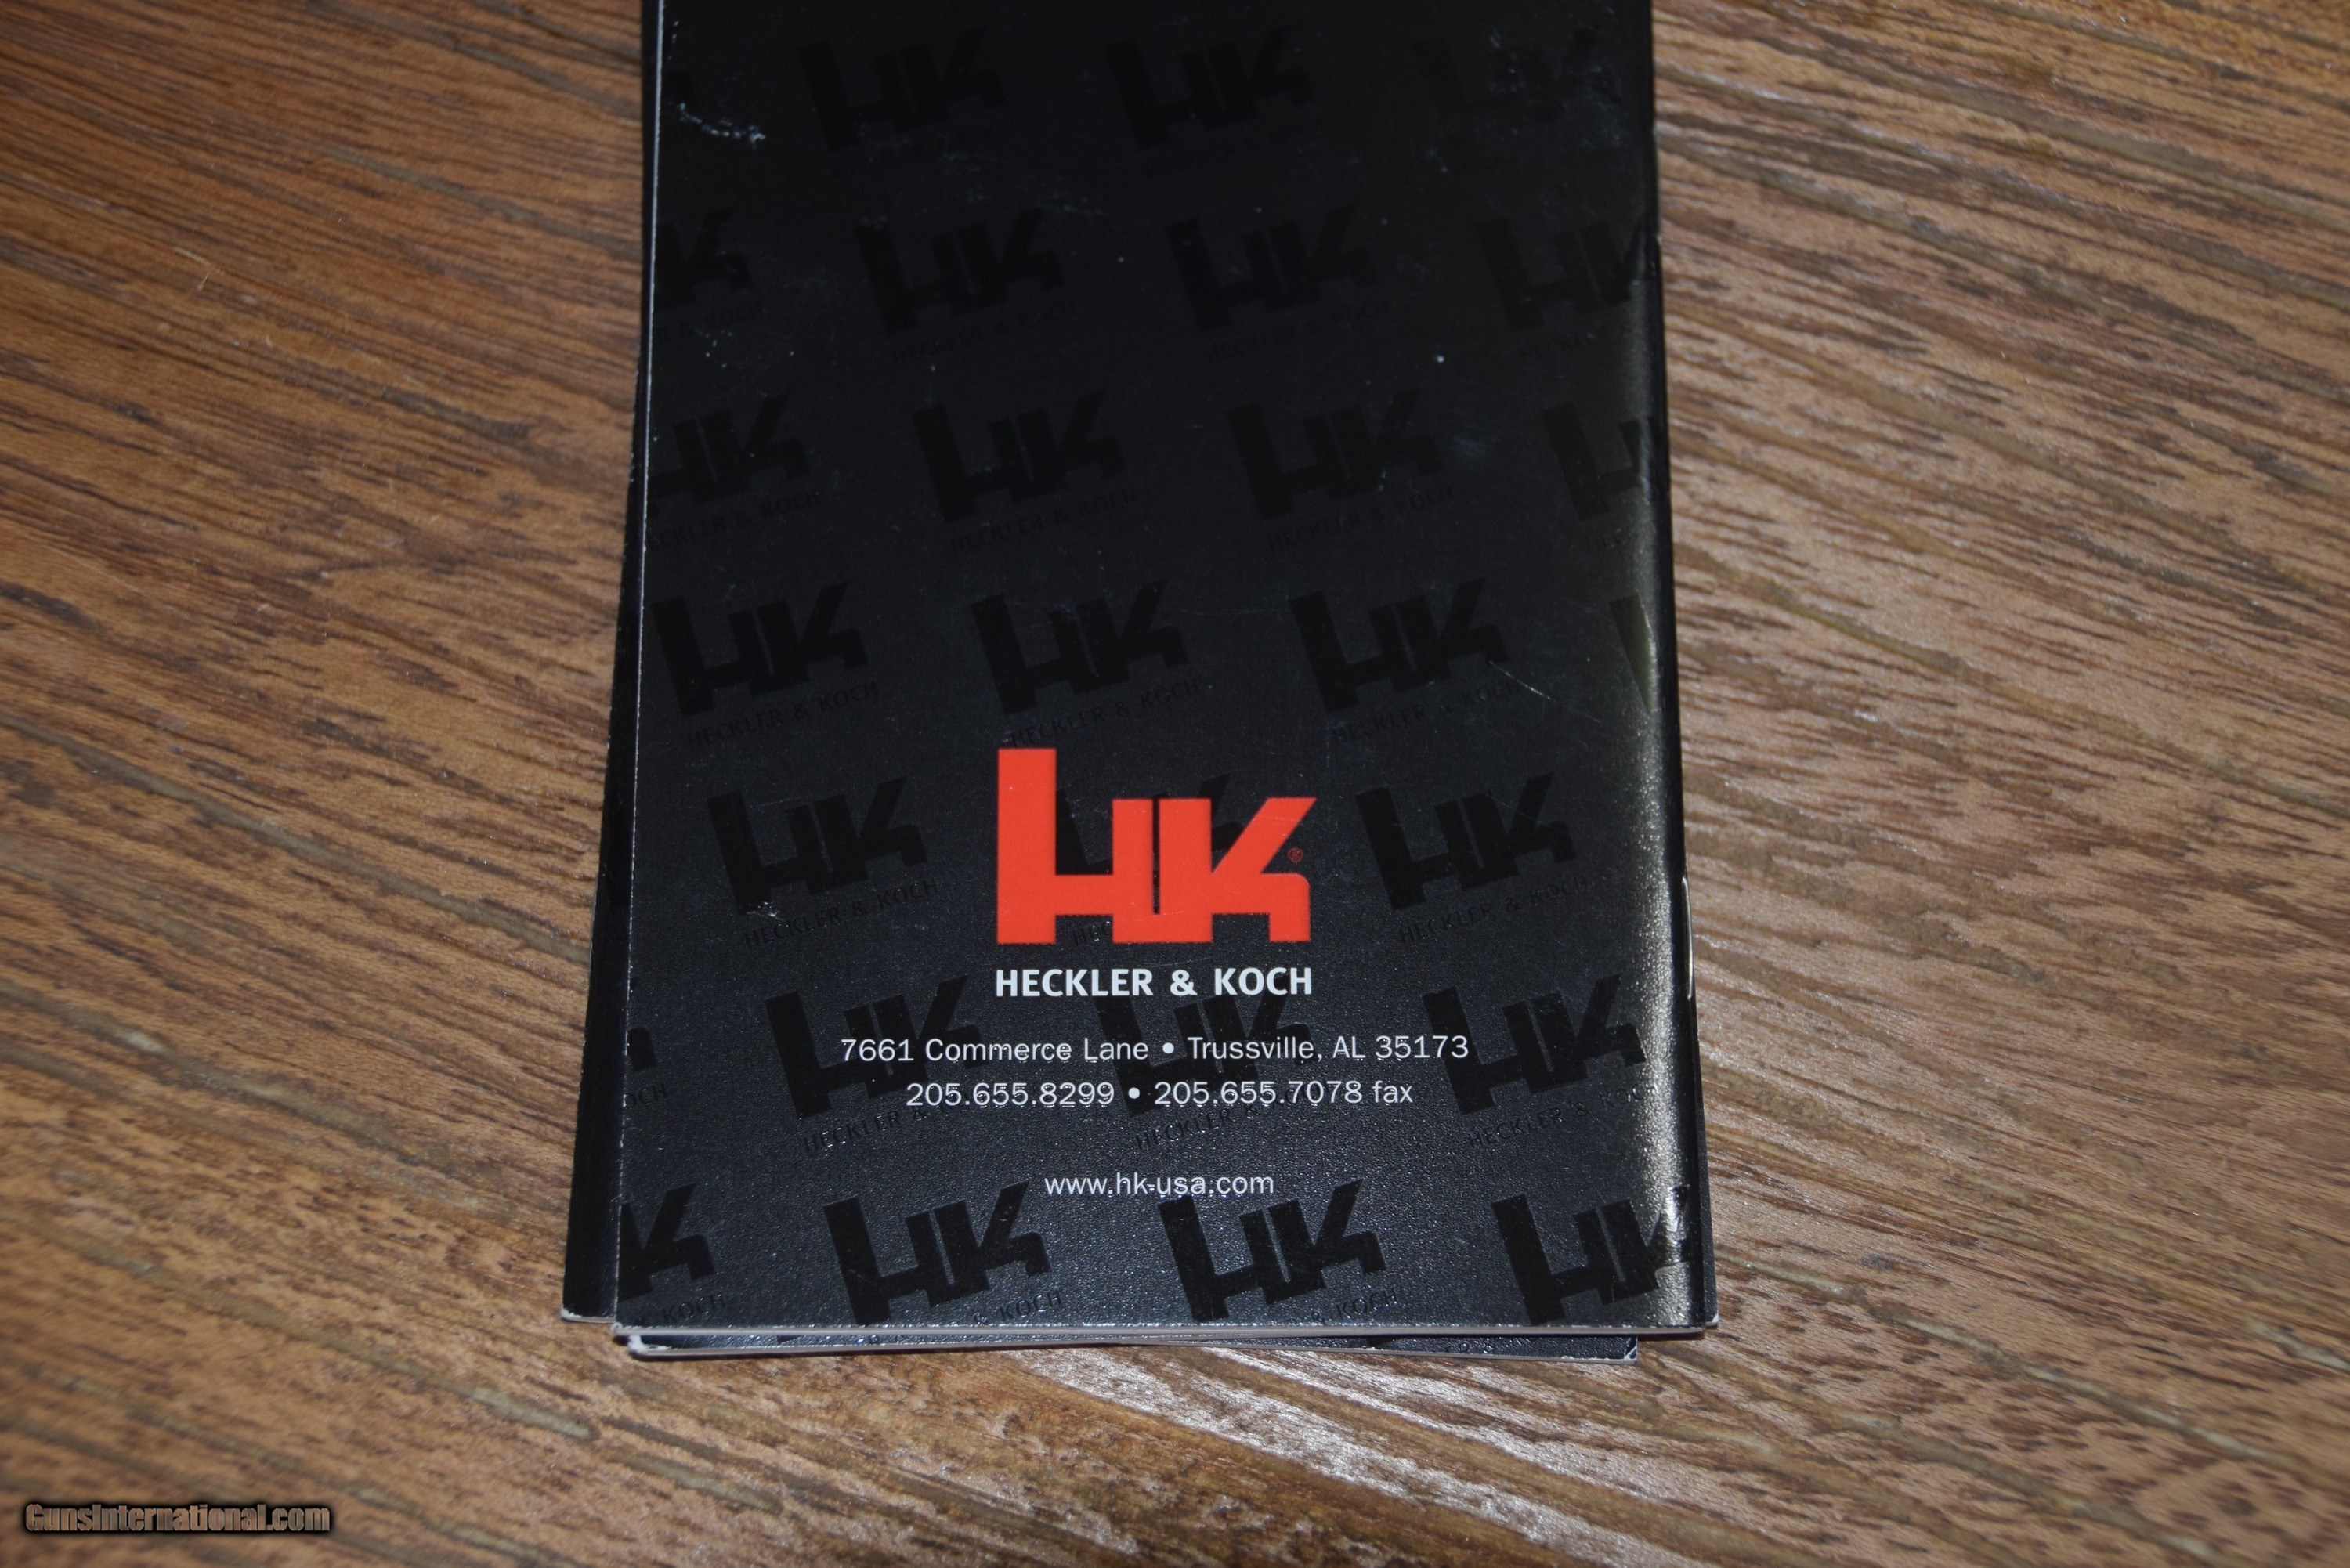 HK®
HECKLER & KOCH
7661 Commerce Lane • Trussville, AL 35173
205.655.8299 • 205.655.7078 fax
www.hk-usa.com
GunsInternational.com